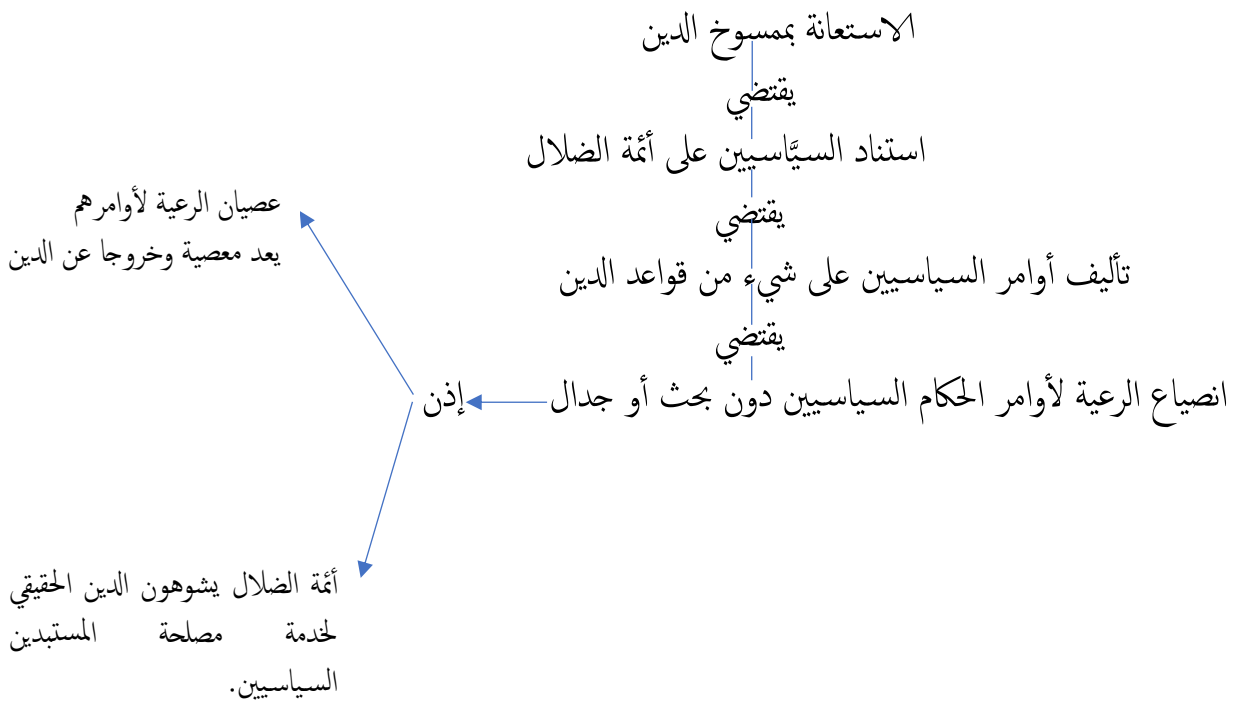 الاستعانة بممسوخ الدين
يقتضي
استناد السيَّاسيين على أئمة الضلال
يقتضي
تأليف أوامر السياسيين على شيء من قواعد الدين
يقتضي
انصياع الرعية لأوامر الحكام السياسيين دون بحث أو جدال
إذن
عصيان الرعية لأوامرهم
يعد معصية وخروجا عن الدين
أئمة الضلال يشوهون الدين الحقيقي
لخدمة مصلحة المستبدين
السياسيين.